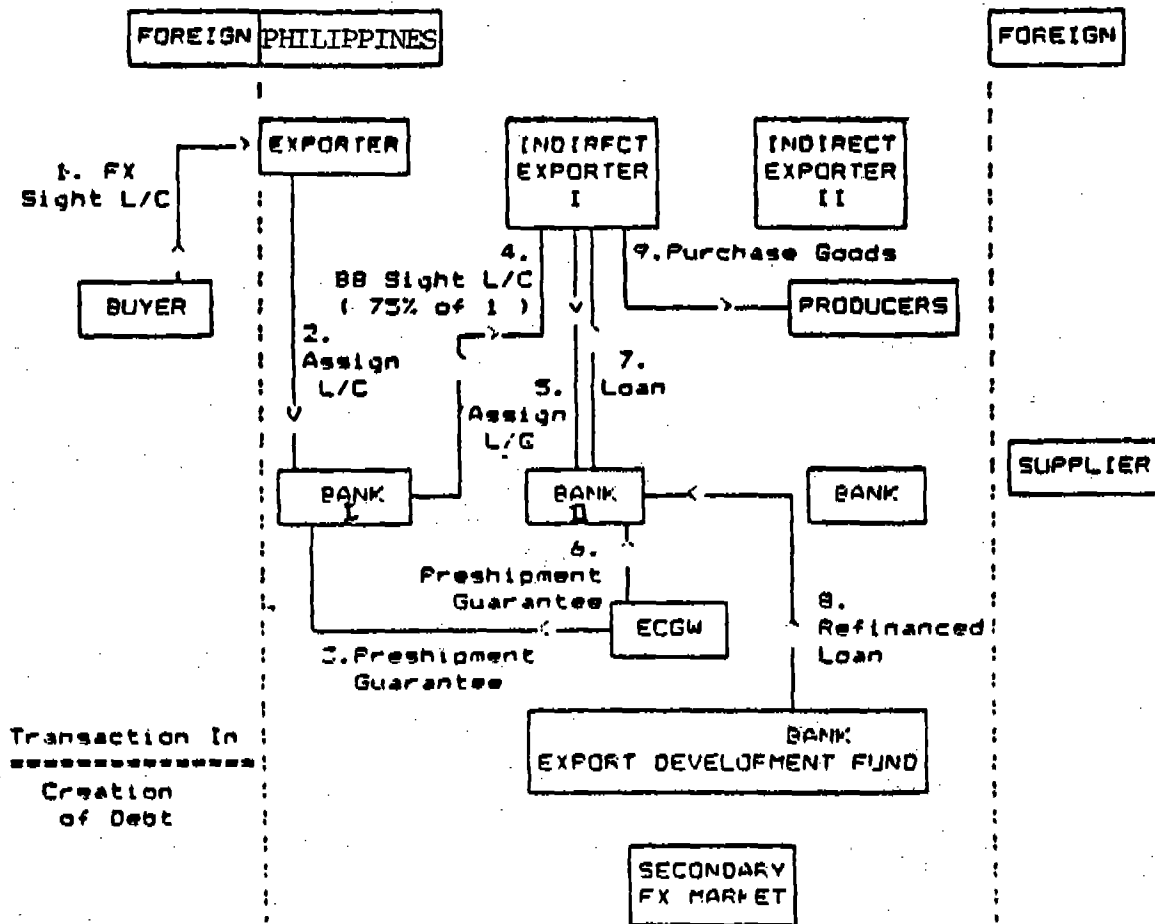 FOREIGN PHILIPPINES
FOREIGN
EXPORTER
INDIRECT
EXPORTER
I
INDIRECT
EXPORTER
II
1. FX
Sight L/C
BUYER
2.
Assign
L/C
4.
BB Sight L/C
( 75% of 1 )
9.Purchase Goods
PRODUCERS
5.
Assign
L/C
7.
Loan
SUPPLIER
BANK
I
BANK
II
BANK
6.
Preshipment
Guarantee
ECGW
3.Preshipment
Guarantee
8.
Refinanced
Loan
BANK
EXPORT DEVELOPMENT FUND
Transaction In
Creation
of Debt
SECONDARY
FX MARKET